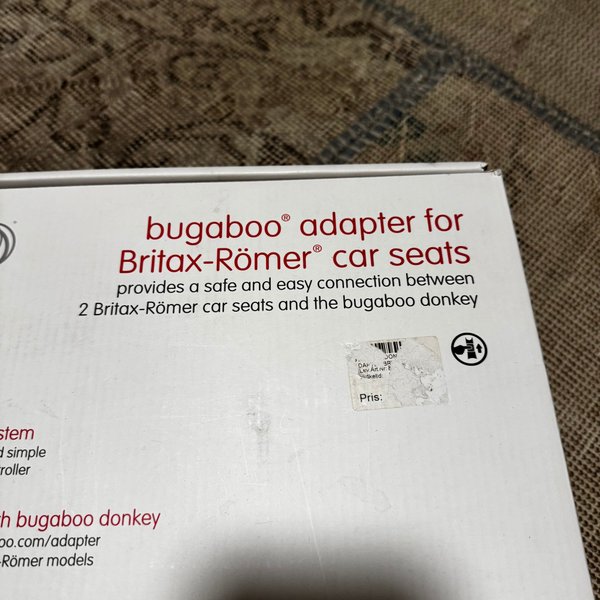 bugaboo® adapter for
Britax-Römer® car seats
provides a safe and easy connection between
2 Britax-Römer car seats and the bugaboo donkey
Pris:
stem
d simple
roller
th bugaboo donkey
oo.com/adapter
-Römer models